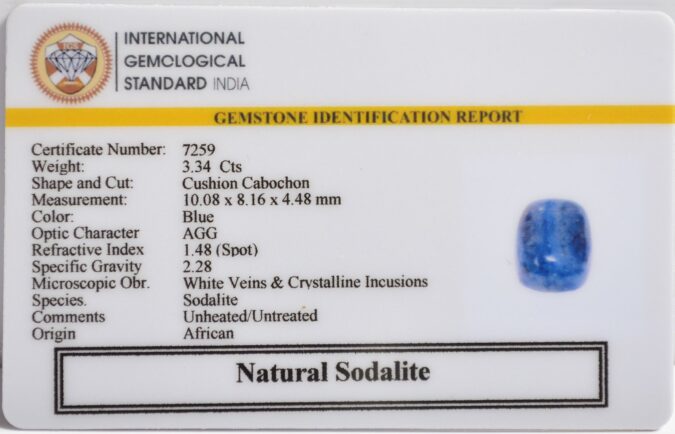 IGS
INTERNATIONAL
GEMCLOGICAL
STANDARD INDIA
GEMSTONE IDENTIFICATION REPORT
Certificate Number: 7259
Weight: 3.34 Cts
Shape and Cut: Cushion Cabochon
Measurement: 10.08 x 8.16 x 4.48 mm
Color: Blue
Optic Character AGG
Refractive Index 1.48 (Spot)
Specific Gravity 2.28
Microscopic Obr. White Veins & Crystalline Incusions
Species. Sodalite
Comments Unheated/Untreated
Origin African
Natural Sodalite